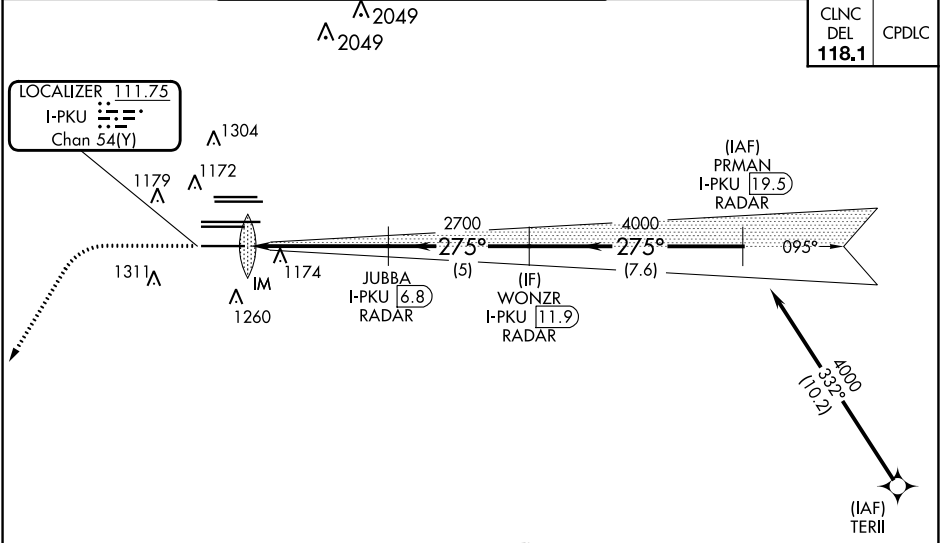 2049
2049
CLNC
DEL
118.1
CPDLC
LOCALIZER 111.75
I-PKU
Chan 54(Y)
1304
1179
1172
(IAF)
PRMAN
I-PKU 19.5
RADAR
2700
4000
275°
275°
095°
(5)
(7.6)
1311
IM
1174
1260
JUBBA
I-PKU 6.8
RADAR
(IF)
WONZR
I-PKU 11.9
RADAR
4000
332°
(10.2)
(IAF)
TERII